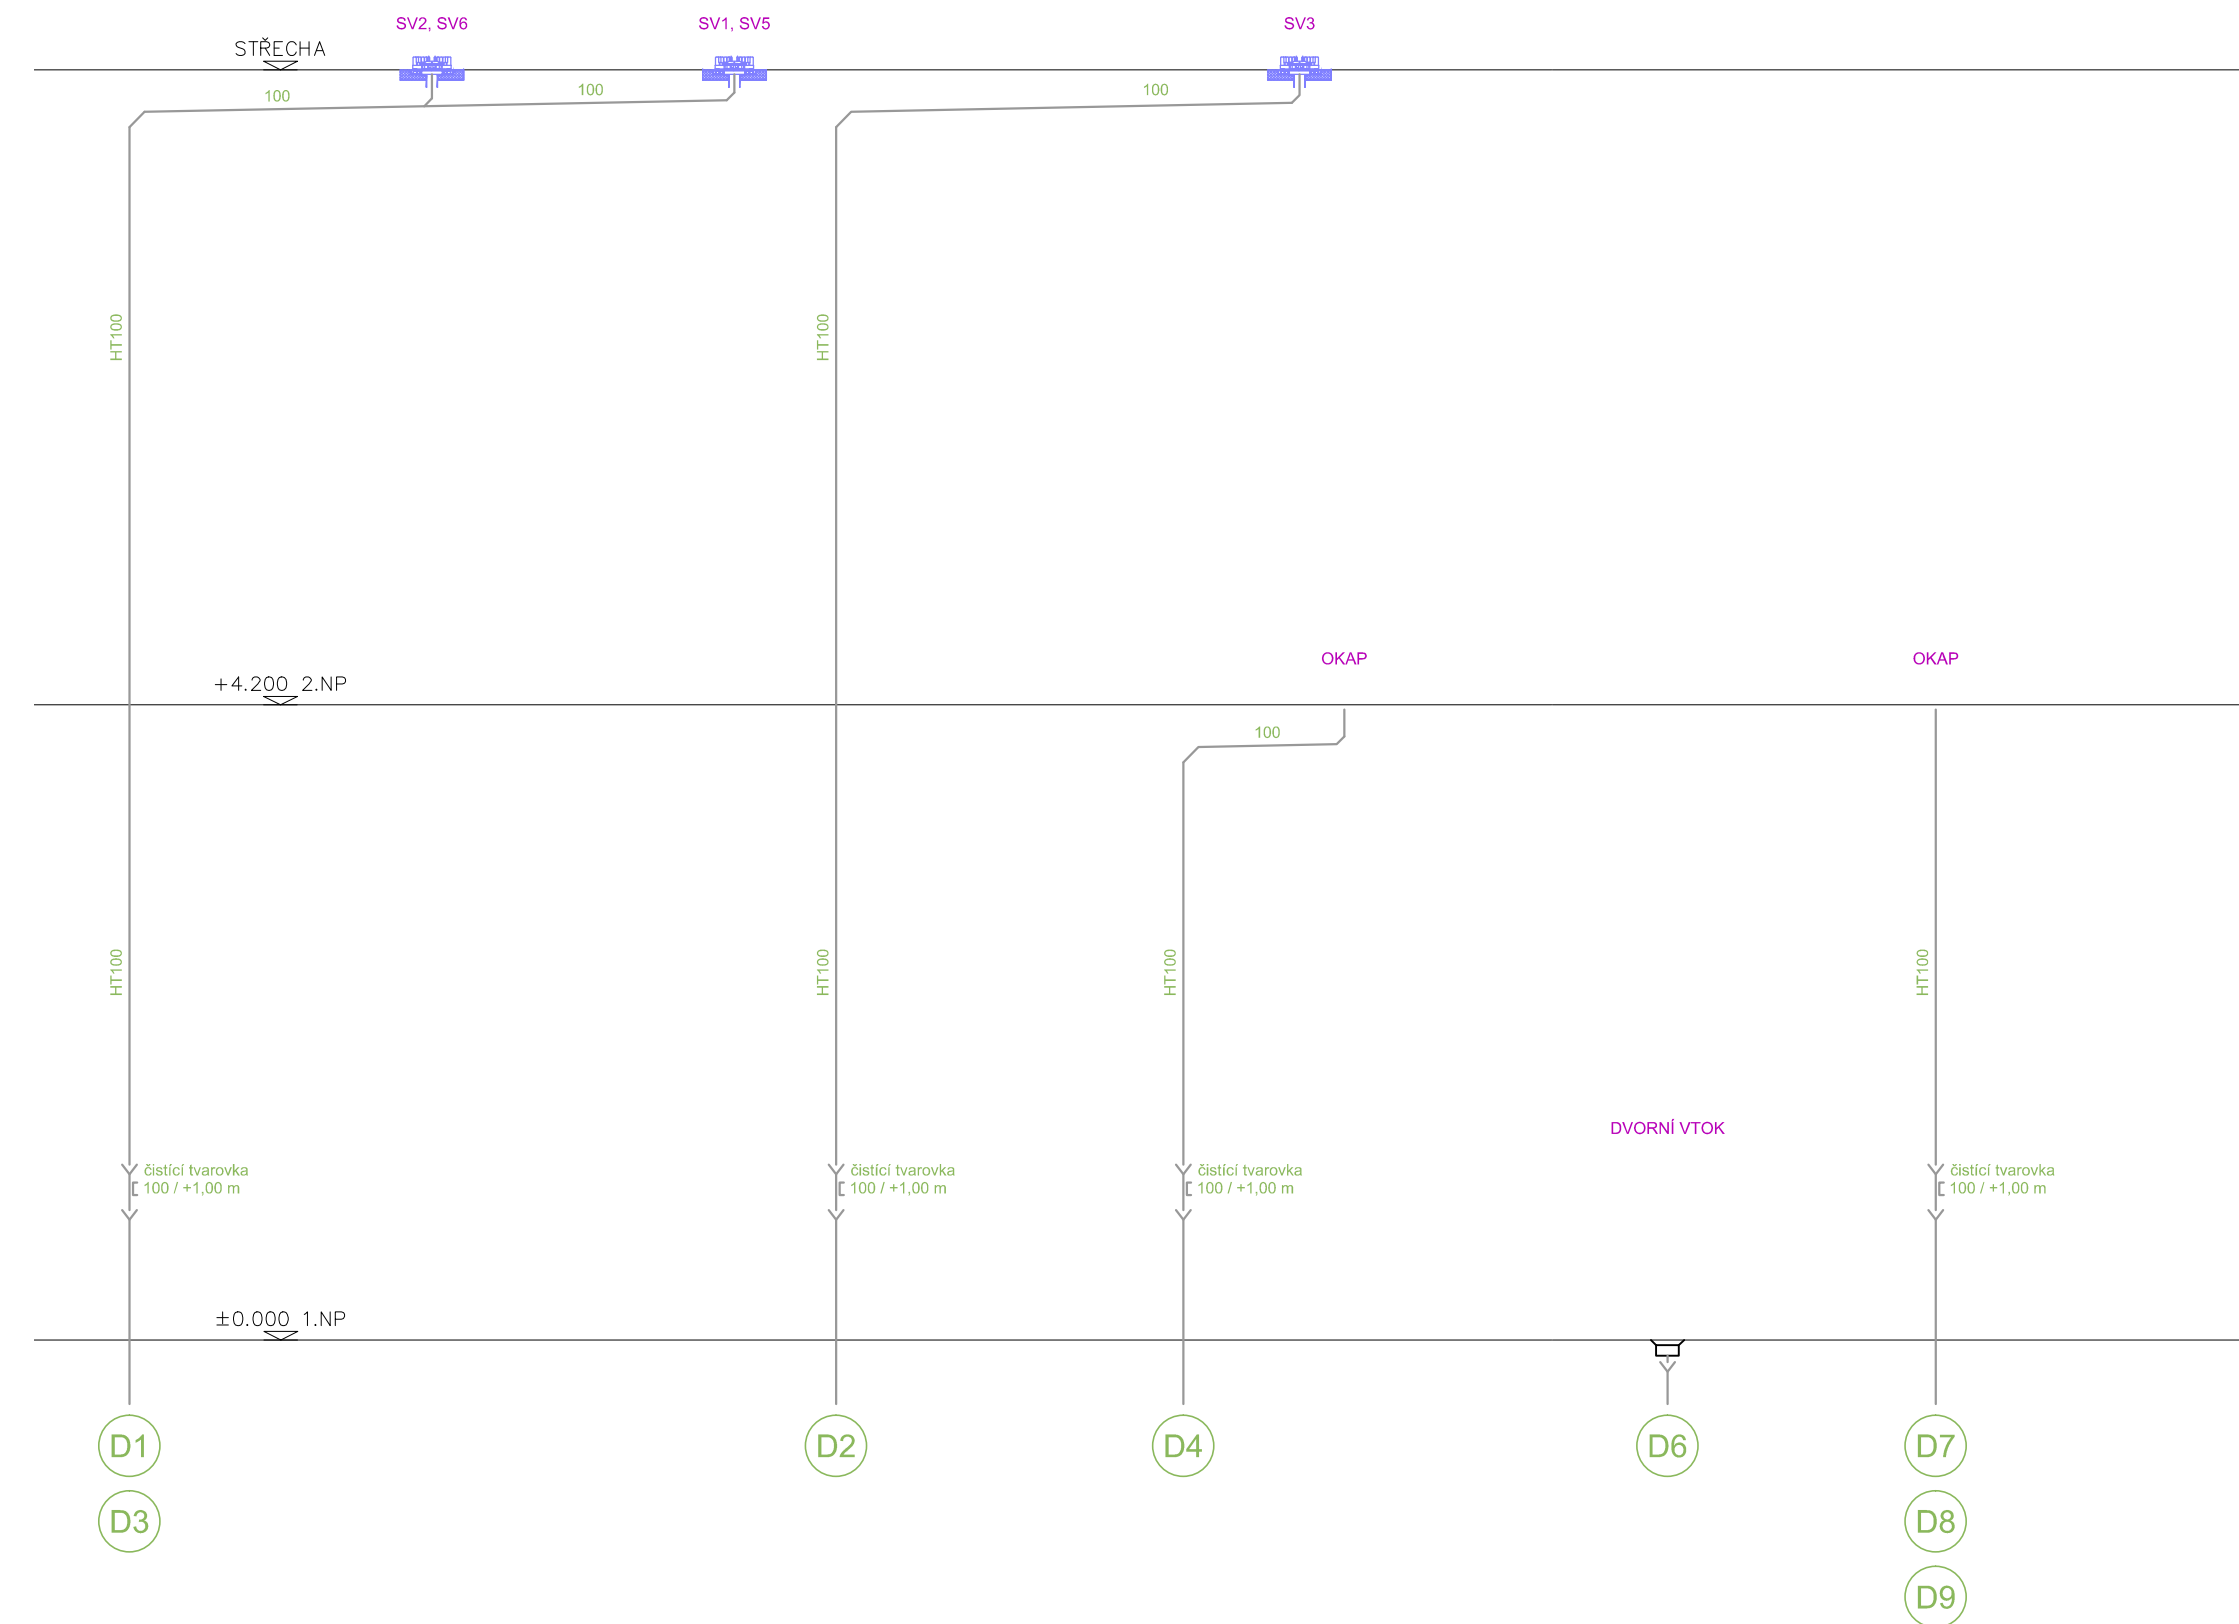 SV2, SV6
SV1, SV5
SV3
STŘECHA
100
100
100
HT100
HT100
OKAP
OKAP
+4.200 2.NP
100
HT100
HT100
HT100
HT100
DVORNÍ VTOK
čistící tvarovka
100 / +1,00 m
čistící tvarovka
100 / +1,00 m
čistící tvarovka
100 / +1,00 m
čistící tvarovka
100 / +1,00 m
±0.000 1.NP
D1
D2
D4
D6
D7
D3
D8
D9